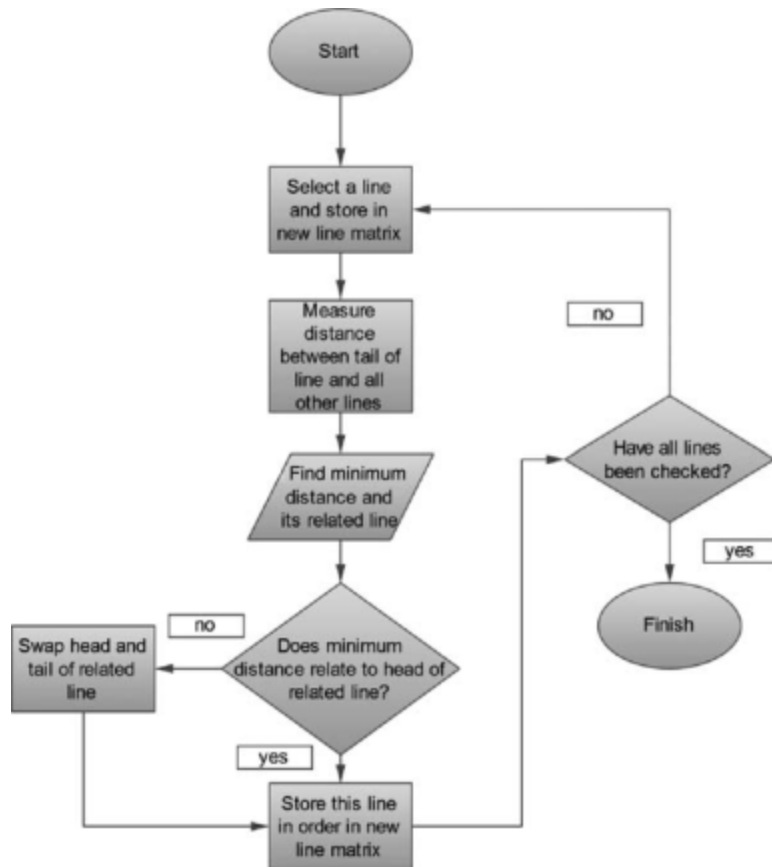 Start
Select a line
and store in
new line matrix
Measure
distance
between tail of
line and all
other lines
no
Find minimum
distance and
its related line
Have all lines
been checked?
yes
no
Swap head and
tail of related
line
Does minimum
distance relate to head of
related line?
Finish
yes
Store this line
in order in new
line matrix